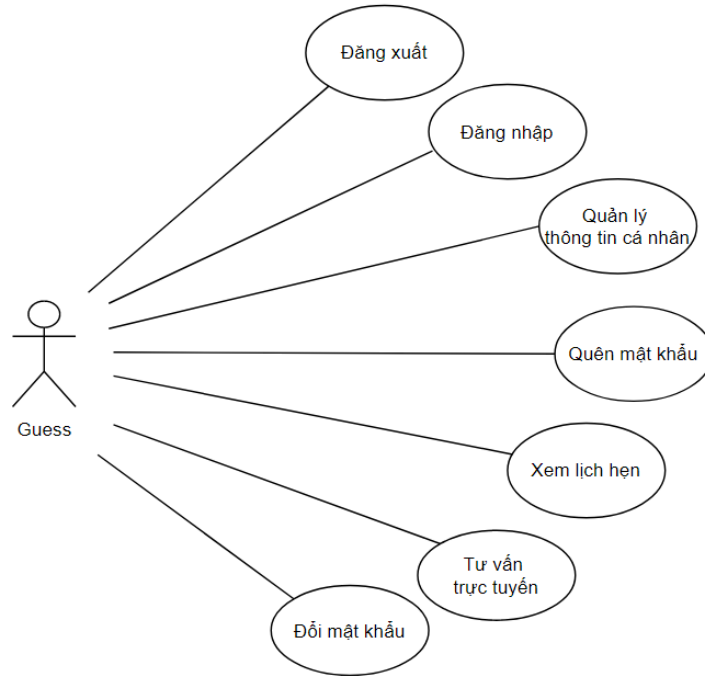 Đăng xuất
Đăng nhập
Quản lý
thông tin cá nhân
Quên mật khẩu
Guess
Xem lịch hẹn
Tư vấn
trực tuyến
Đổi mật khẩu